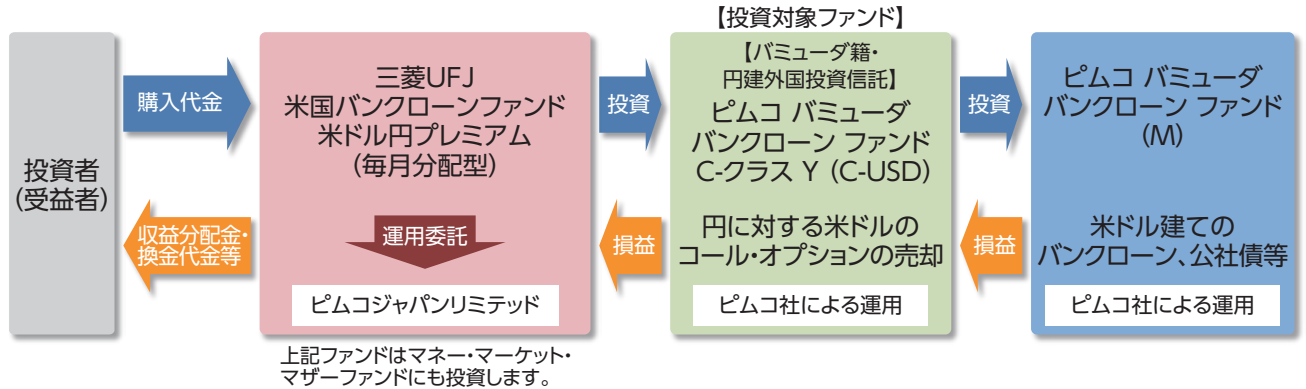 投資者
(受益者)
購入代金
収益分配金・
換金代金等
三菱UFJ
米国バンクローンファンド
米ドル円プレミアム
(毎月分配型)
運用委託
ピムコジャパンリミテッド
上記ファンドはマネー・マーケット・
マザーファンドにも投資します。
投資
損益
【投資対象ファンド】
【バミューダ籍・
円建外国投資信託】
ピムコ バミューダ
バンクローン ファンド
C-クラス Y (C-USD)
円に対する米ドルの
コール・オプションの売却
ピムコ社による運用
投資
損益
ピムコ バミューダ
バンクローン ファンド
(M)
米ドル建ての
バンクローン、公社債等
ピムコ社による運用